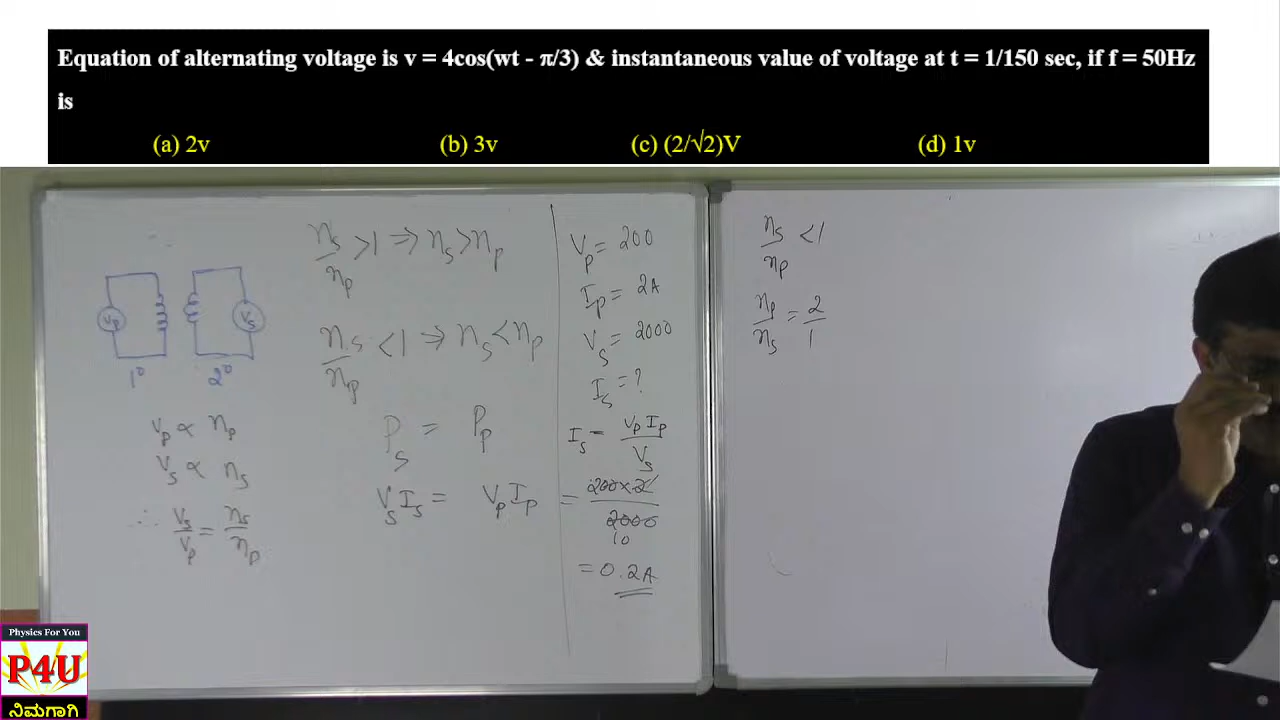 Equation of alternating voltage is v = 4cos(wt - π/3) & instantaneous value of voltage at t = 1/150 sec, if f = 50Hz
is
(a) 2v (b) 3v (c) (2/√2)V (d) 1v
Vp Vs
1° 2°
Vp ∝ np
Vs ∝ ns
∴ Vs/Vp = ns/np
ns/np >1 ⇒ ns>np
ns/np <1 ⇒ ns<np
Ps = Pp
VsIs = VpIp
Vp = 200
Ip = 2A
Vs = 2000
Is = ?
Is = VpIp/Vs
= 200×2/2000
10
= 0.2A
ns/np <1
np/ns = 2/1
Physics For You
P4U
ನಿಮಗಾಗಿ